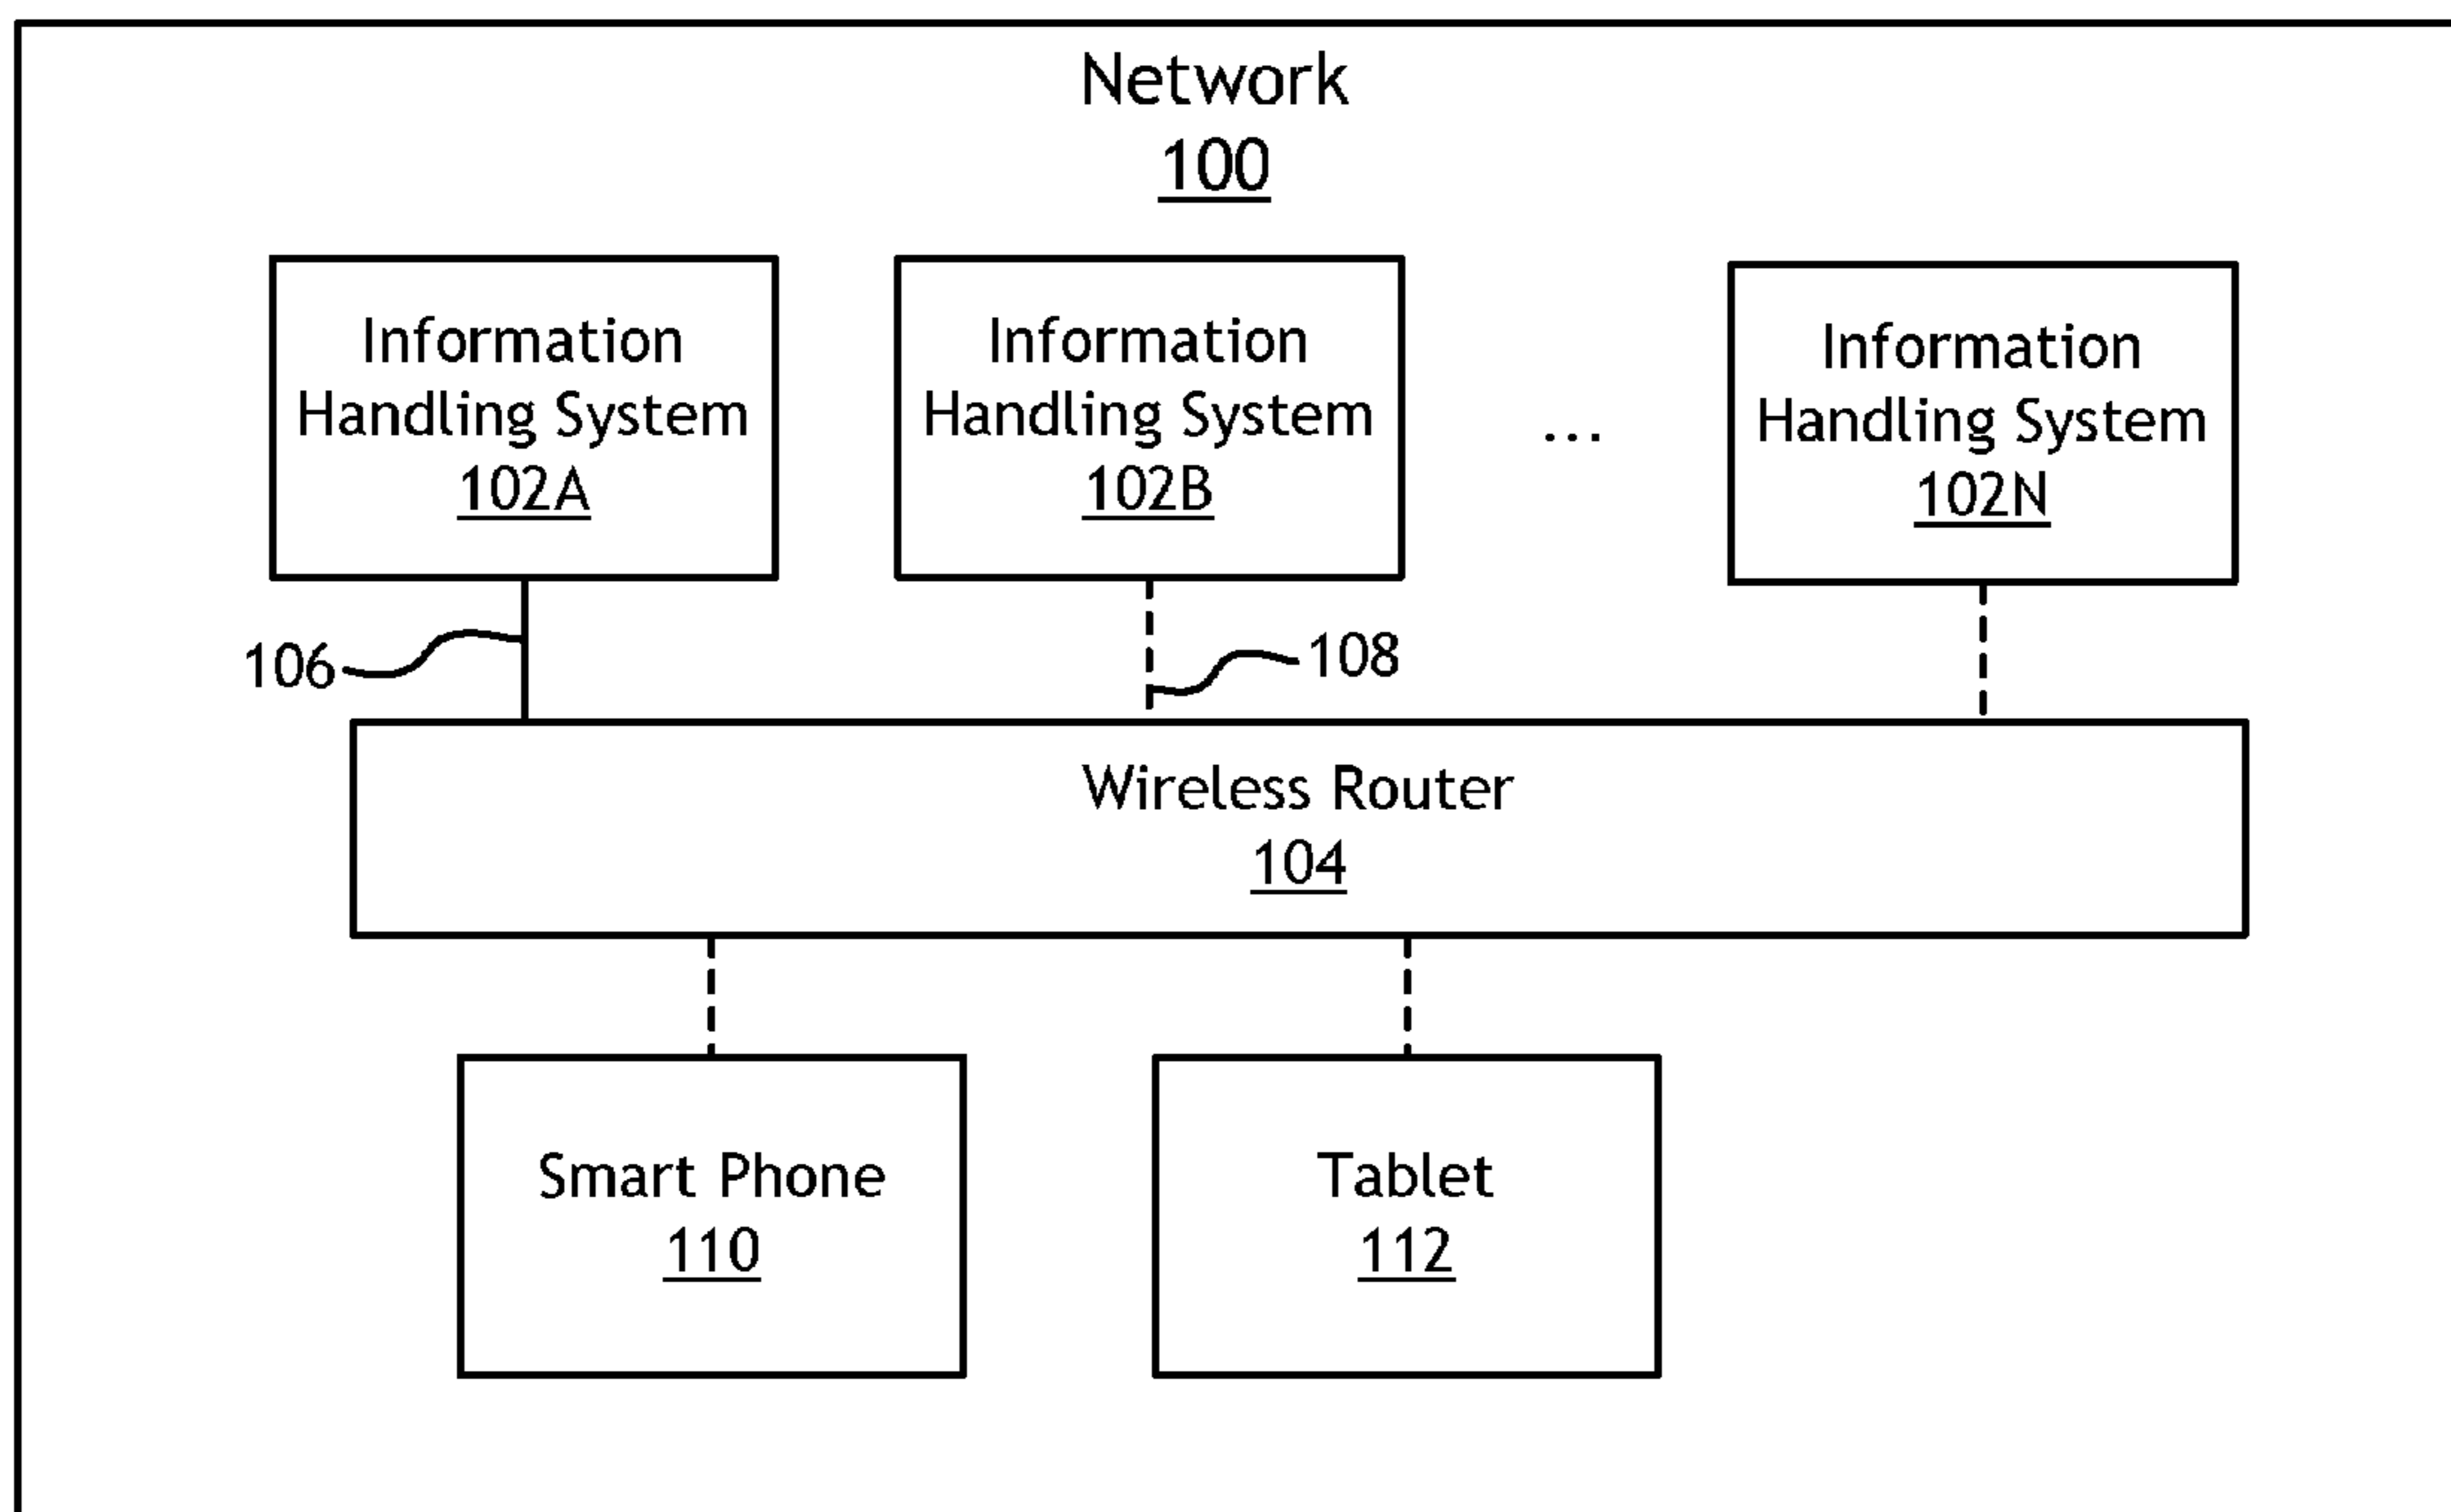 Network
100
Information
Handling System
102A
Information
Handling System
102B
...
Information
Handling System
102N
106
108
Wireless Router
104
Smart Phone
110
Tablet
112